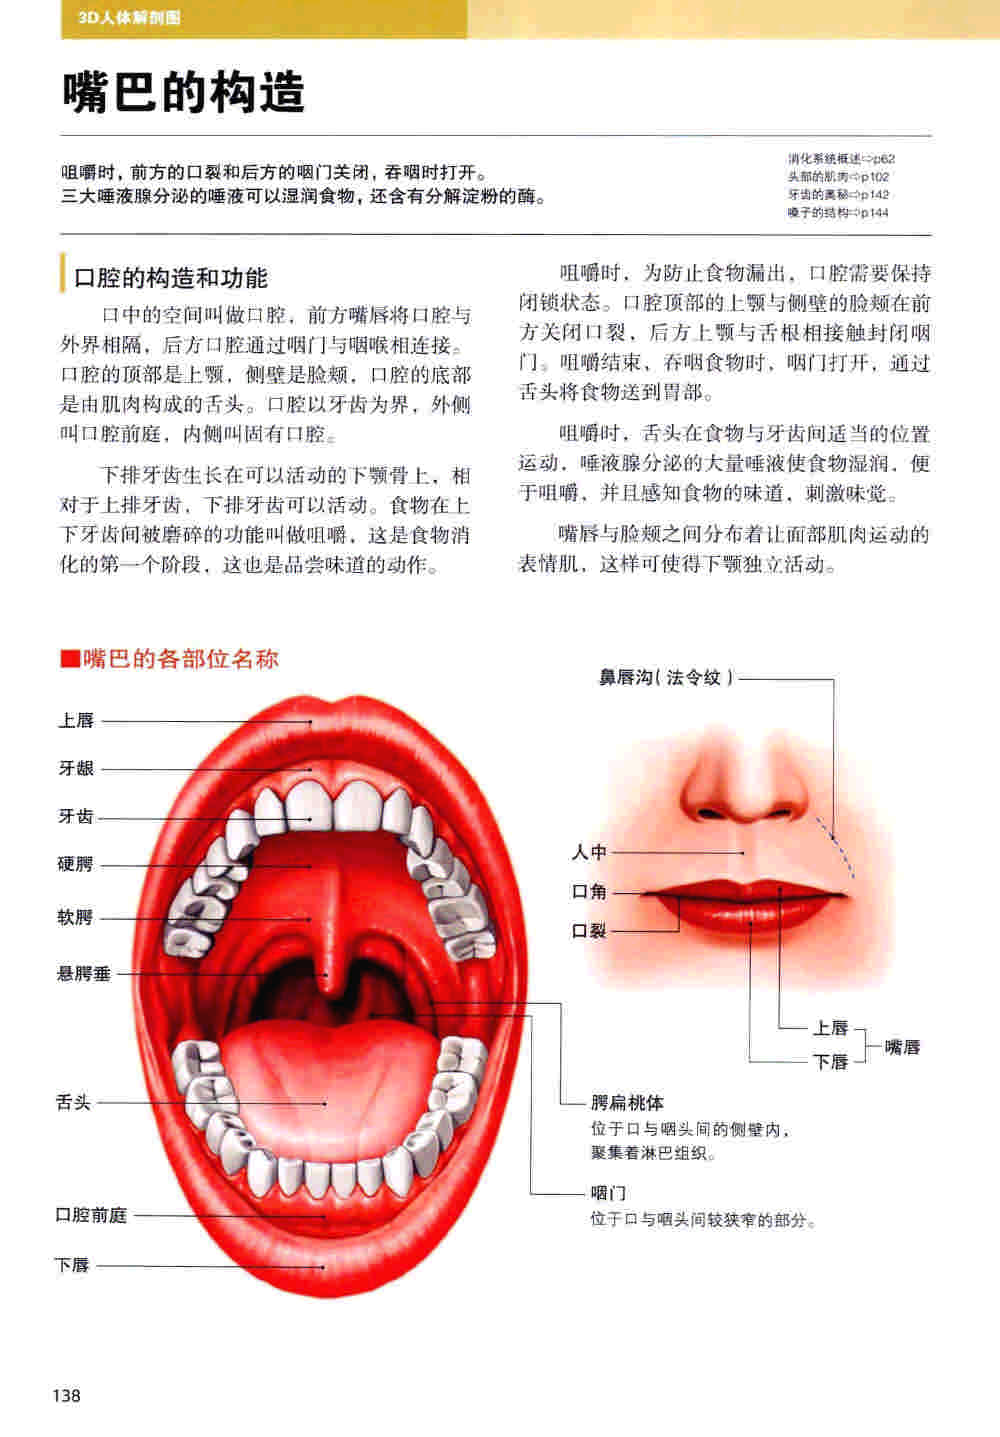 3D人体解剖图
嘴巴的构造
咀嚼时，前方的口裂和后方的咽门关闭，吞咽时打开。
三大唾液腺分泌的唾液可以湿润食物，还含有分解淀粉的酶。
消化系统概述⇨p62
头部的肌肉⇨p102
牙齿的奥秘⇨p142
嗓子的结构⇨p144
口腔的构造和功能
口中的空间叫做口腔，前方嘴唇将口腔与
外界相隔，后方口腔通过咽门与咽喉相连接。
口腔的顶部是上颚，侧壁是脸颊，口腔的底部
是由肌肉构成的舌头。口腔以牙齿为界，外侧
叫口腔前庭，内侧叫固有口腔。
下排牙齿生长在可以活动的下颚骨上，相
对于上排牙齿，下排牙齿可以活动。食物在上
下牙齿间被磨碎的功能叫做咀嚼，这是食物消
化的第一个阶段，这也是品尝味道的动作。
咀嚼时，为防止食物漏出，口腔需要保持
闭锁状态。口腔顶部的上颚与侧壁的脸颊在前
方关闭口裂，后方上颚与舌根相接触封闭咽
门。咀嚼结束，吞咽食物时，咽门打开，通过
舌头将食物送到胃部。
咀嚼时，舌头在食物与牙齿间适当的位置
运动，唾液腺分泌的大量唾液使食物湿润，便
于咀嚼，并且感知食物的味道，刺激味觉。
嘴唇与脸颊之间分布着让面部肌肉运动的
表情肌，这样可使得下颚独立活动。
■嘴巴的各部位名称
上唇
牙龈
牙齿
硬腭
软腭
悬腭垂
舌头
口腔前庭
下唇
鼻唇沟(法令纹)
人中
口角
口裂
上唇
下唇
嘴唇
腭扁桃体
位于口与咽头间的侧壁内，
聚集着淋巴组织。
咽门
位于口与咽头间较狭窄的部分。
138